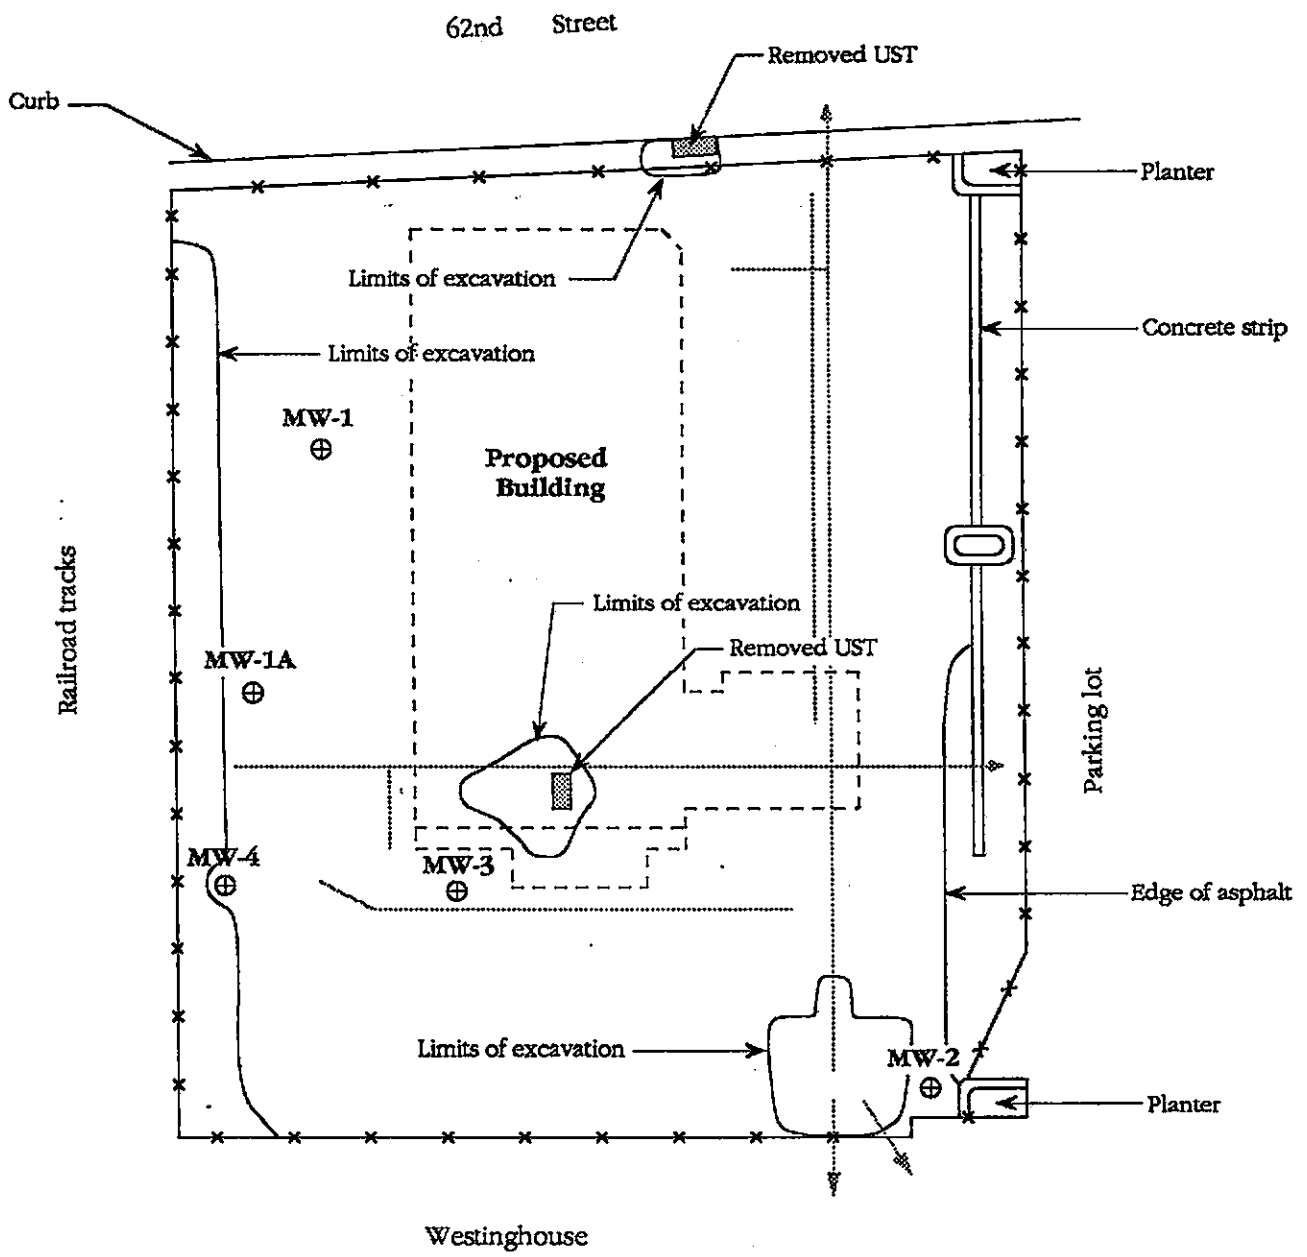 62nd Street
Removed UST
Curb
Planter
Limits of excavation
Concrete strip
Limits of excavation
MW-1
Proposed
Building
Railroad tracks
Limits of excavation
Removed UST
MW-1A
Parking lot
MW-4
MW-3
Edge of asphalt
Limits of excavation
MW-2
Planter
Westinghouse